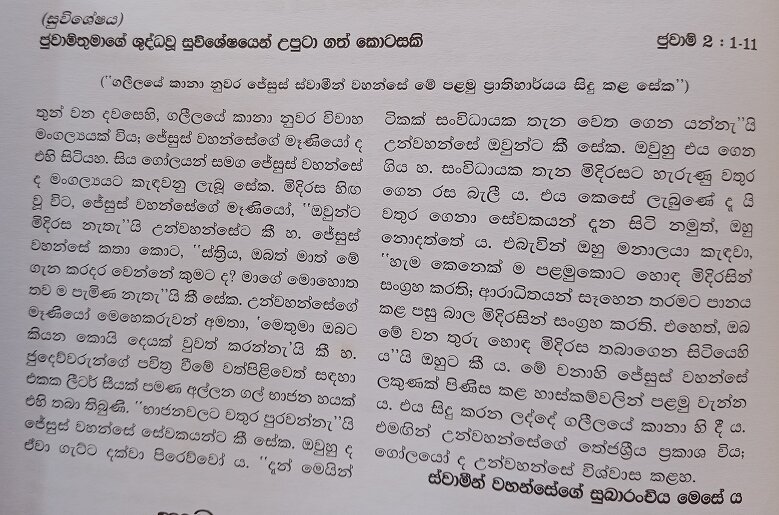 (සුවිශේෂය)
ජුවාම්තුමාගේ ශුද්ධවූ සුවිශේෂයෙන් උපුටා ගත් කොටසකි
ජුවාම් 2 : 1-11
("ගලීලයේ කානා නුවර ජේසුස් ස්වාමීන් වහන්සේ මේ පළමු ප්‍රාතිහාර්යය සිදු කළ සේක")
තුන් වන දවසෙහි, ගලීලයේ කානා නුවර විවාහ
මංගල්‍යයක් විය; ජේසුස් වහන්සේගේ මෑණියෝ ද
එහි සිටියහ. සිය ගෝලයන් සමග ජේසුස් වහන්සේ
ද මංගල්‍යයට කැඳවනු ලැබූ සේක. මිදිරස හිඟ
වූ විට, ජේසුස් වහන්සේගේ මෑණියෝ, "ඔවුන්ට
මිදිරස නැතැ"යි උන්වහන්සේට කී හ. ජේසුස්
වහන්සේ කතා කොට, "ස්ත්‍රිය, ඔබත් මාත් මේ
ගැන කරදර වෙන්නේ කුමට ද? මාගේ මොහොත
තව ම පැමිණ නැතැ"යි කී සේක. උන්වහන්සේගේ
මෑණියෝ මෙහෙකරුවන් අමතා, 'මෙතුමා ඔබට
කියන කොයි දෙයක් වුවත් කරන්නැ'යි කී හ.
ජුදෙව්වරුන්ගේ පවිත්‍ර වීමේ වත්පිළිවෙත් සඳහා
එකක ලීටර් සීයක් පමණ අල්ලන ගල් භාජන හයක්
එහි තබා තිබුණි. "භාජනවලට වතුර පුරවන්නැ"යි
ජේසුස් වහන්සේ සේවකයන්ට කී සේක. ඔවුහු ද
ඒවා ගැට්ට දක්වා පිරෙව්වෝ ය. "දැන් මෙයින්
ටිකක් සංවිධායක තැන වෙත ගෙන යන්නැ"යි
උන්වහන්සේ ඔවුන්ට කී සේක. ඔවුහු එය ගෙන
ගිය හ. සංවිධායක තැන මිදිරසට හැරුණු වතුර
ගෙන රස බැලී ය. එය කෙසේ ලැබුණේ ද යි
වතුර ගෙනා සේවකයන් දැන සිටි නමුත්, ඔහු
නොදත්තේ ය. එබැවින් ඔහු මනාලයා කැඳවා,
"හැම කෙනෙක් ම පළමුකොට හොඳ මිදිරසින්
සංග්‍රහ කරති; ආරාධිතයන් සෑහෙන තරමට පානය
කළ පසු බාල මිදිරසින් සංග්‍රහ කරති. එහෙත්, ඔබ
මේ වන තුරු හොඳ මිදිරස තබාගෙන සිටියෙහි
ය"යි ඔහුට කී ය. මේ වනාහි ජේසුස් වහන්සේ
ලකුණක් පිණිස කළ හාස්කම්වලින් පළමු වැන්න
ය. එය සිදු කරන ලද්දේ ගලීලයේ කානා හි දී ය.
එමඟින් උන්වහන්සේගේ තේජශ්‍රීය ප්‍රකාශ විය;
ගෝලයෝ ද උන්වහන්සේ විශ්වාස කළහ.
ස්වාමීන් වහන්සේගේ සුබාරංචිය මෙසේ ය